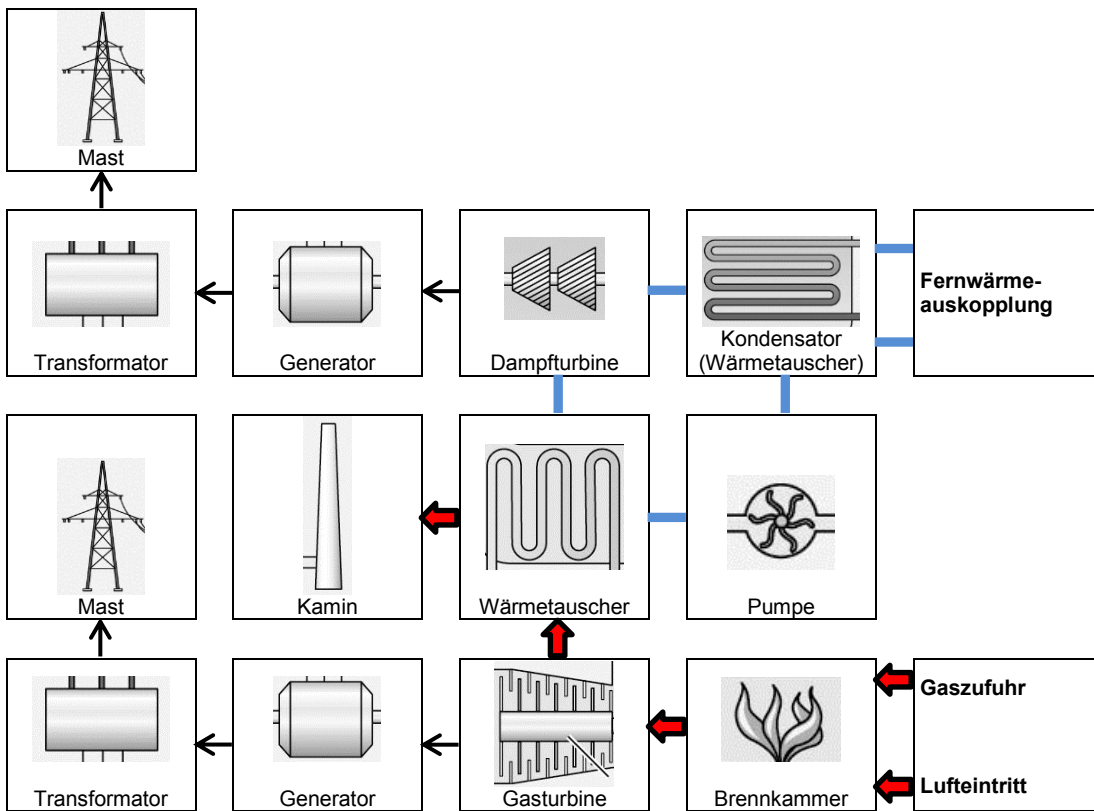 Mast
Transformator
Generator
Dampfturbine
Kondensator
(Wärmetauscher)
Fernwärme-
auskopplung
Mast
Kamin
Wärmetauscher
Pumpe
Transformator
Generator
Gasturbine
Brennkammer
Gaszufuhr
Lufteintritt